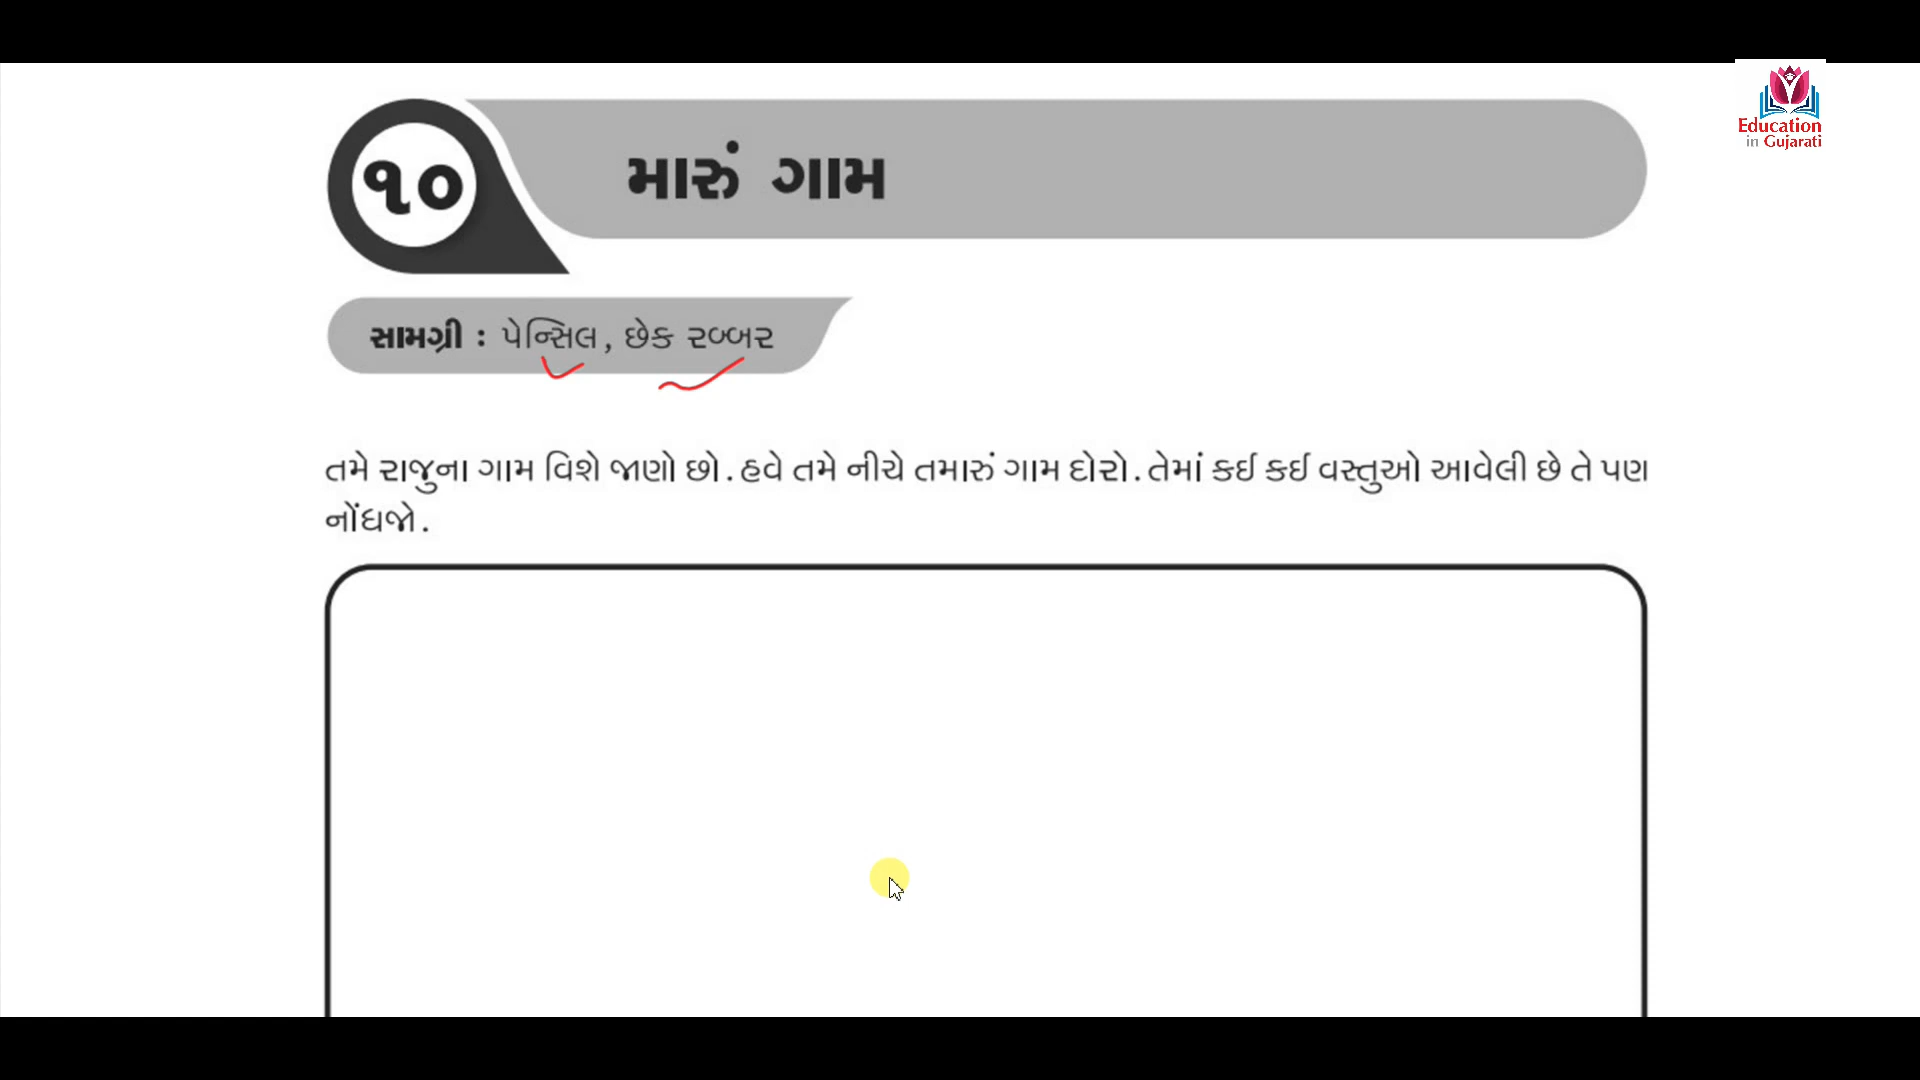 Education
in Gujarati
૧૦
મારું ગામ
સામગ્રી : પેન્સિલ, છેક રબ્બર
તમે રાજુના ગામ વિશે જાણો છો. હવે તમે નીચે તમારું ગામ દોરો. તેમાં કઈ કઈ વસ્તુઓ આવેલી છે તે પણ
નોંધજો.